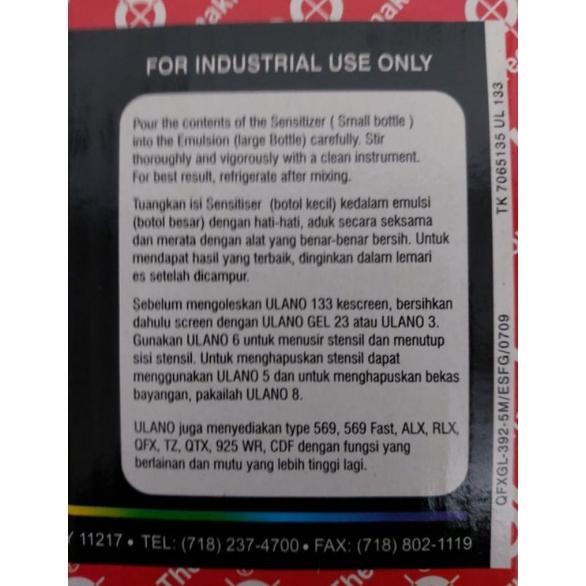 FOR INDUSTRIAL USE ONLY
Pour the contents of the Sensitizer ( Small bottle )
into the Emulsion (large Bottle) carefully. Stir
thoroughly and vigorously with a clean instrument.
For best result, refrigerate after mixing.
Tuangkan isi Sensitiser (botol kecil) kedalam emulsi
(botol besar) dengan hati-hati, aduk secara seksama
dan merata dengan alat yang benar-benar bersih. Untuk
mendapat hasil yang terbaik, dinginkan dalam lemari
es setelah dicampur.
Sebelum mengoleskan ULANO 133 kescreen, bersihkan
dahulu screen dengan ULANO GEL 23 atau ULANO 3.
Gunakan ULANO 6 untuk menusir stensil dan menutup
sisi stensil. Untuk menghapuskan stensil dapat
menggunakan ULANO 5 dan untuk menghapuskan bekas
bayangan, pakailah ULANO 8.
ULANO juga menyediakan type 569, 569 Fast, ALX, RLX,
QFX, TZ, QTX, 925 WR, CDF dengan fungsi yang
berlainan dan mutu yang lebih tinggi lagi.
Y 11217 • TEL: (718) 237-4700 • FAX: (718) 802-1119
QFXGL-392-5M/ESFG/0709
TK 7065135 UL 133